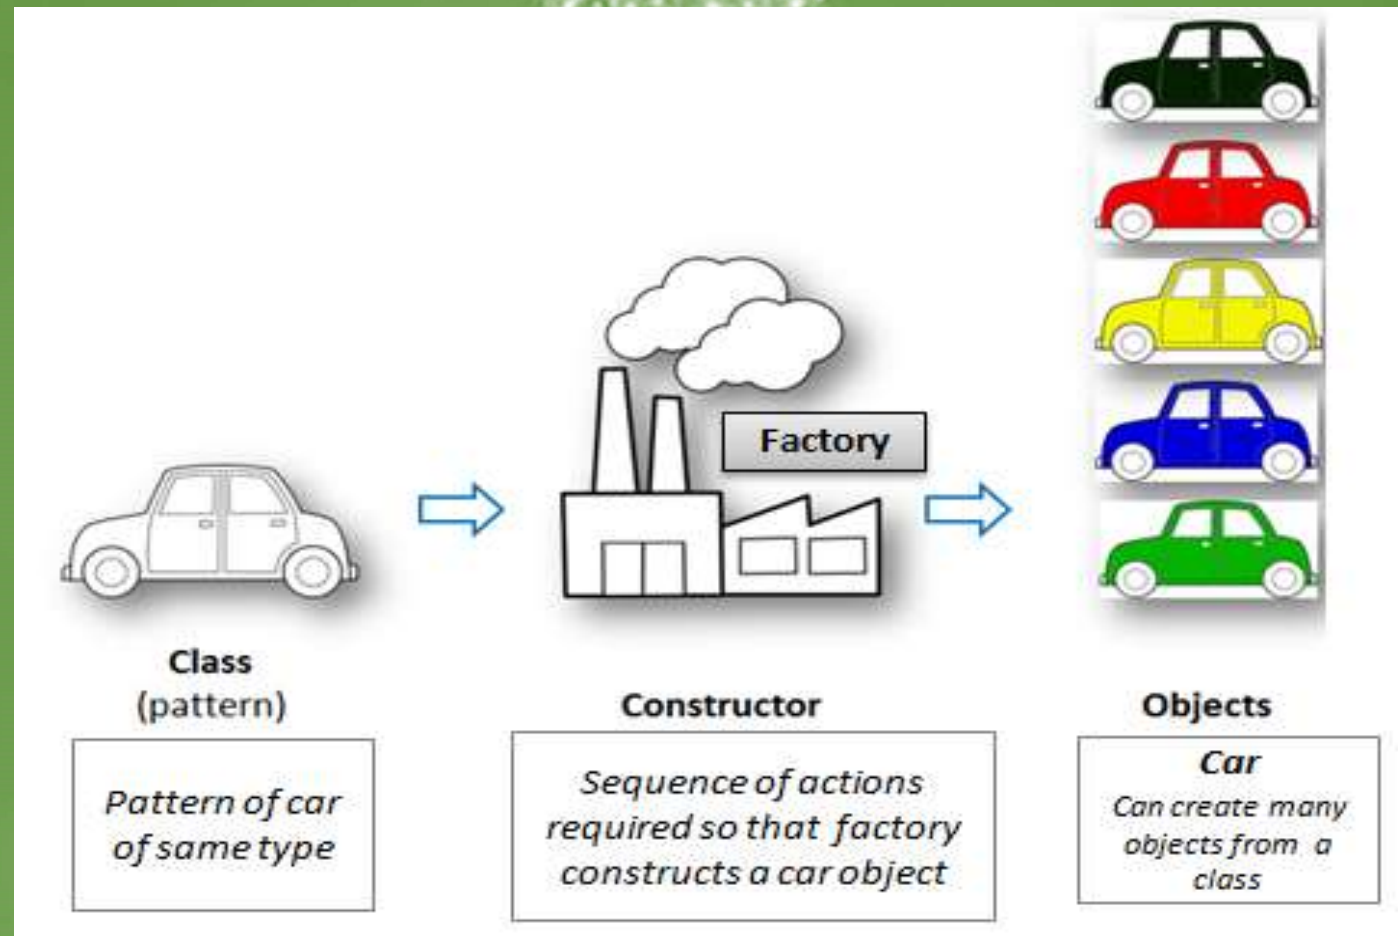 Factory
Class
(pattern)
Pattern of car
of same type
Constructor
Sequence of actions
required so that factory
constructs a car object
Objects
Car
Can create many
objects from a
class